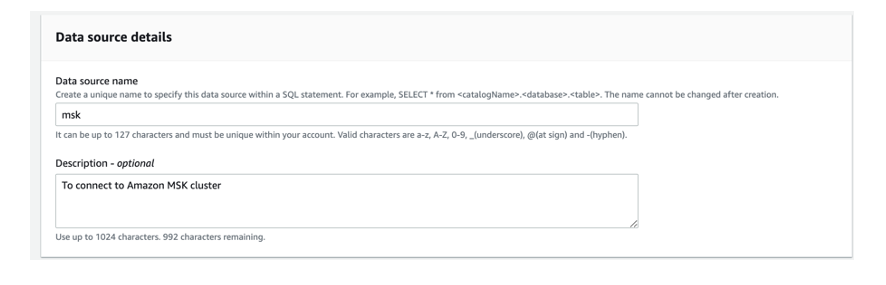 Data source details
Data source name
Create a unique name to specify this data source within a SQL statement. For example, SELECT * from <catalogName>.<database>.<table>. The name cannot be changed after creation.
msk
It can be up to 127 characters and must be unique within your account. Valid characters are a-z, A-Z, 0-9, _(underscore), @(at sign) and -(hyphen).
Description - optional
To connect to Amazon MSK cluster
Use up to 1024 characters. 992 characters remaining.